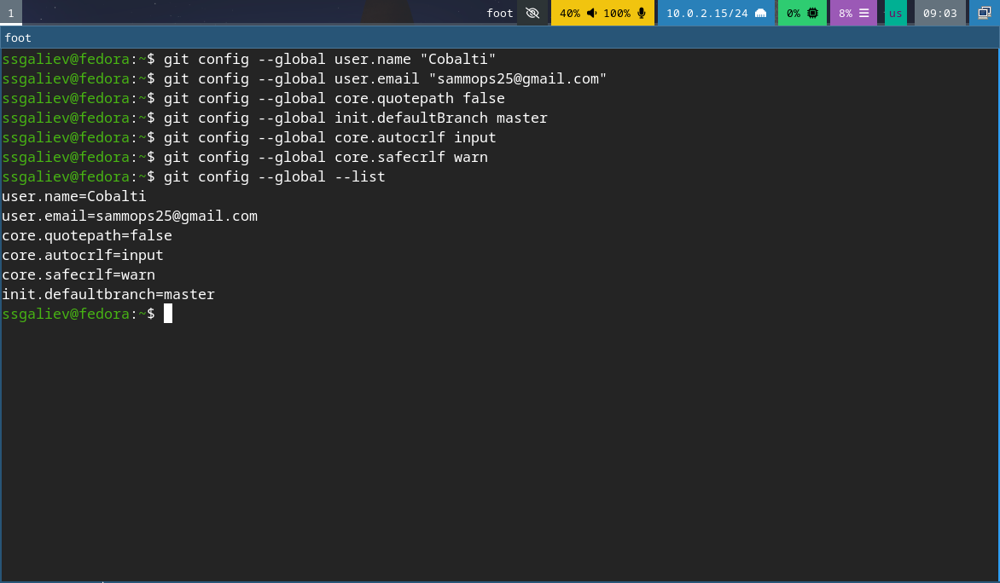 1 foot 40% 100% 10.0.2.15/24 0% 8% us 09:03
foot
ssgaliev@fedora:~$ git config --global user.name "Cobalti"
ssgaliev@fedora:~$ git config --global user.email "sammops25@gmail.com"
ssgaliev@fedora:~$ git config --global core.quotepath false
ssgaliev@fedora:~$ git config --global init.defaultBranch master
ssgaliev@fedora:~$ git config --global core.autocrlf input
ssgaliev@fedora:~$ git config --global core.safecrlf warn
ssgaliev@fedora:~$ git config --global --list
user.name=Cobalti
user.email=sammops25@gmail.com
core.quotepath=false
core.autocrlf=input
core.safecrlf=warn
init.defaultbranch=master
ssgaliev@fedora:~$